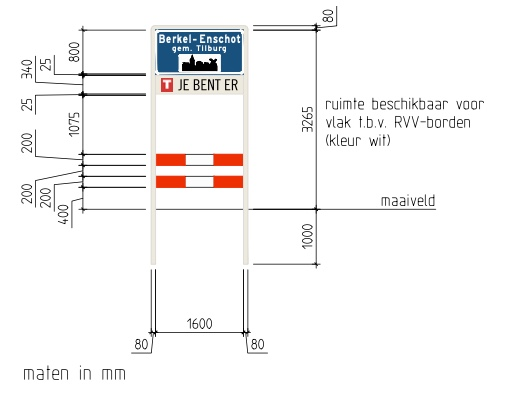 80
Berkel-Enschot
gem. Tilburg
T JE BENT ER
800
25
340
25
1075
200
200
200
400
3265
1000
ruimte beschikbaar voor
vlak t.b.v. RVV-borden
(kleur wit)
maaiveld
1600
80
80
maten in mm